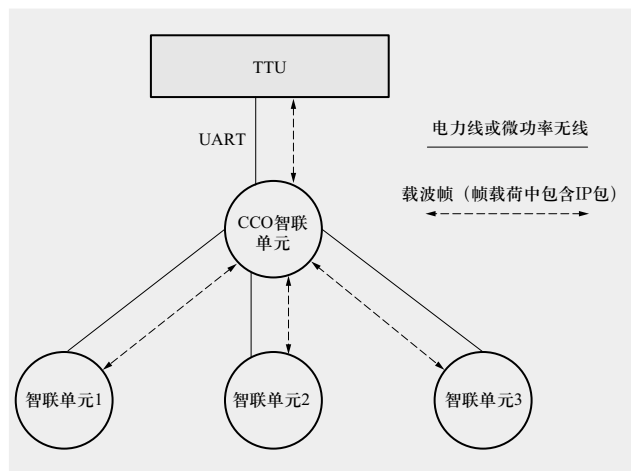 TTU
电力线或微功率无线
UART
载波帧（帧载荷中包含IP包）
CCO智联
单元
智联单元1
智联单元2
智联单元3